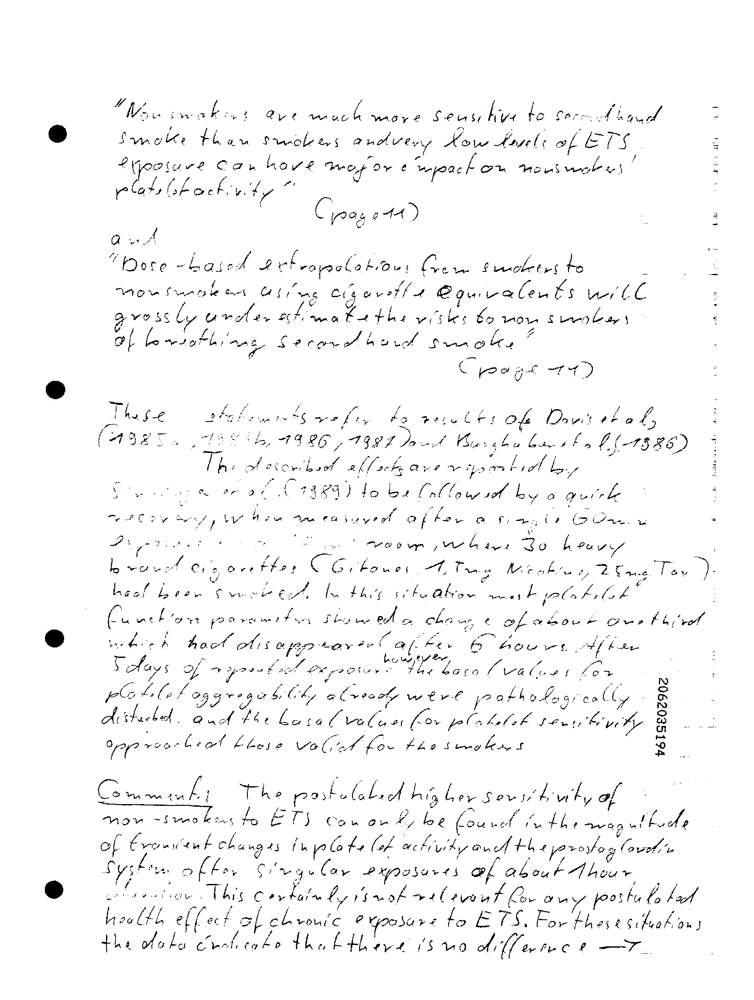 "Nonsmokers are much more sensitive to secondhand
smoke than smokers and very low levels of ETS
exposure can have major impact on nonsmokers'
platelet activity"
(page 11)
and
"Dose-based extrapolations from smokers to
nonsmokers using cigarette equivalents will
grossly underestimate the risks to nonsmokers
of breathing secondhand smoke"
(page 11)
These statements refer to results of Davis et al,
(1985a, 1985b, 1986, 1987) and Burghuber et al. (1986)
The described effects are reported by
et al. (1989) to be followed by a quick
recovery, when measured after a single 60 min
room, where 30 heavy
brand cigarettes (Gitanes, 1,7mg Nicotine, 25mg Tar)
had been smoked. In this situation most platelet
function parameters showed a change of about one third
which had disappeared after 6 hours. After
5 days of repeated exposure however the basal values for
platelet aggregability already were pathologically
disturbed. and the basal values for platelet sensitivity
approached those valid for the smokers
Comment: The postulated higher sensitivity of
non-smokers to ETS can only be found in the magnitude
of transient changes in platelet activity and the prostaglandin
system after singular exposures of about 1 hour
This certainly is not relevant for any postulated
health effect of chronic exposure to ETS. For these situations
the data indicate that there is no difference →
2062035194